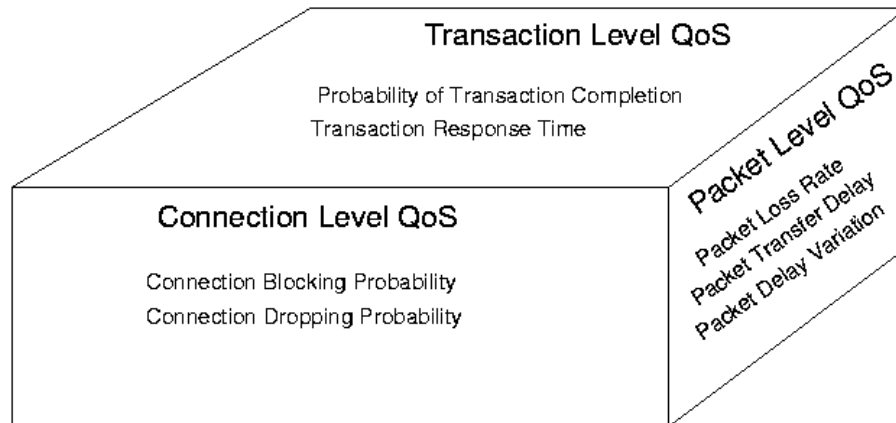 Transaction Level QoS
Probability of Transaction Completion
Transaction Response Time
Connection Level QoS
Connection Blocking Probability
Connection Dropping Probability
Packet Level QoS
Packet Loss Rate
Packet Transfer Delay
Packet Delay Variation